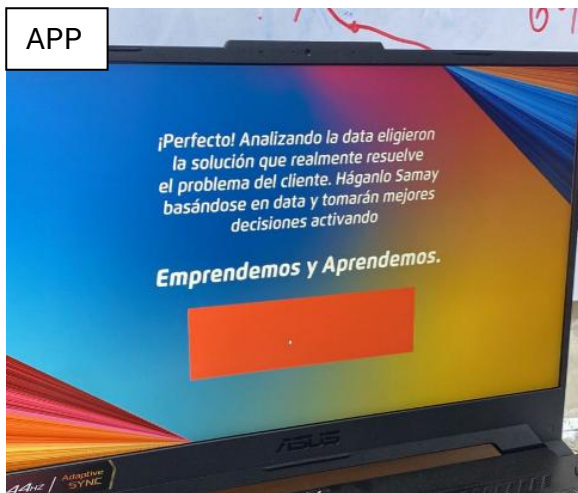 APP
¡Perfecto! Analizando la data eligieron
la solución que realmente resuelve
el problema del cliente. Háganlo Samay
basándose en data y tomarán mejores
decisiones activando
Emprendemos y Aprendemos.
ASUS
44Hz / Adaptive
SYNC